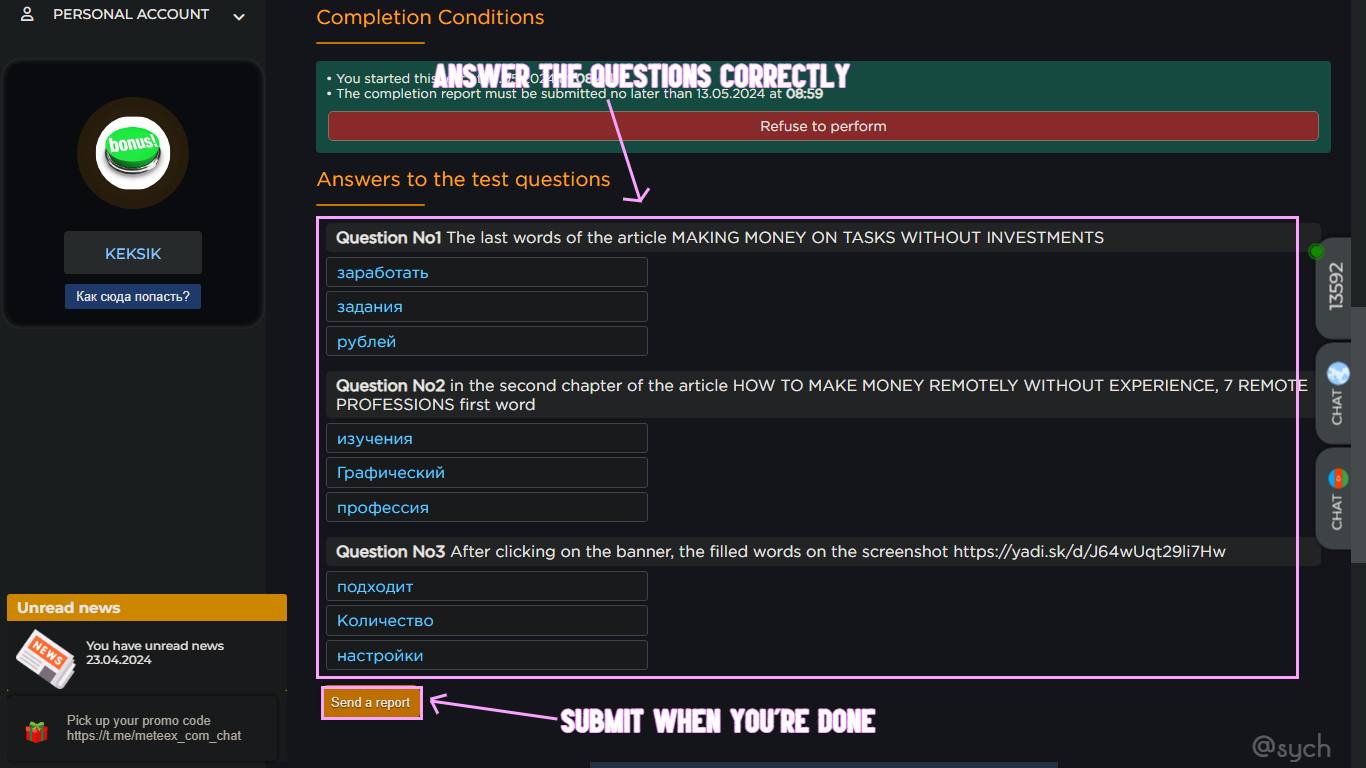 PERSONAL ACCOUNT
bonus!
KEKSIK
Как сюда попасть?
Unread news
NEWS
You have unread news
23.04.2024
Pick up your promo code
https://t.me/meteex_com_chat
Completion Conditions
ANSWER THE QUESTIONS CORRECTLY
• You started this
• The completion report must be submitted no later than 13.05.2024 at 08:59
Refuse to perform
Answers to the test questions
Question No1 The last words of the article MAKING MONEY ON TASKS WITHOUT INVESTMENTS
заработать
задания
рублей
Question No2 in the second chapter of the article HOW TO MAKE MONEY REMOTELY WITHOUT EXPERIENCE, 7 REMOTE
PROFESSIONS first word
изучения
Графический
профессия
Question No3 After clicking on the banner, the filled words on the screenshot https://yadi.sk/d/J64wUqt29li7Hw
подходит
Количество
настройки
Send a report
SUBMIT WHEN YOU'RE DONE
13592
CHAT
CHAT
@sych